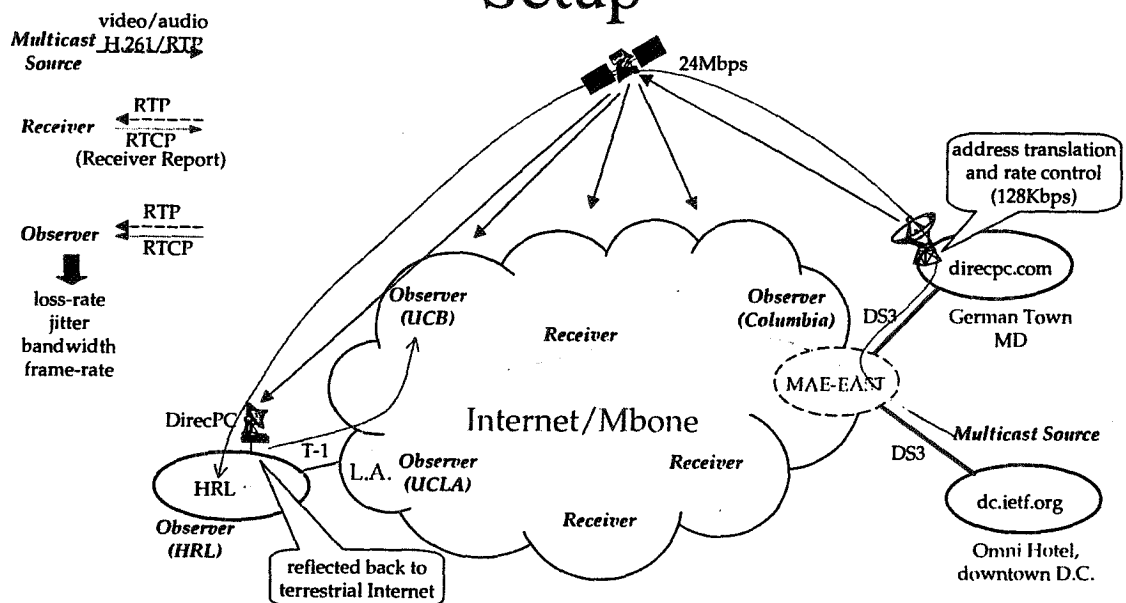 Setup
video/audio
Multicast
H.261/RTP
Source
24Mbps
RTP
Receiver
RTCP
(Receiver Report)
address translation
and rate control
(128Kbps)
RTP
Observer
RTCP
loss-rate
jitter
bandwidth
frame-rate
direcpc.com
German Town
MD
DS3
Observer
(UCB)
Receiver
Observer
(Columbia)
MAE-EAST
DirecPC
Internet/Mbone
Multicast Source
DS3
T-1
L.A.
Observer
(UCLA)
Receiver
HRL
Observer
(HRL)
Receiver
dc.ietf.org
Omni Hotel,
downtown D.C.
reflected back to
terrestrial Internet